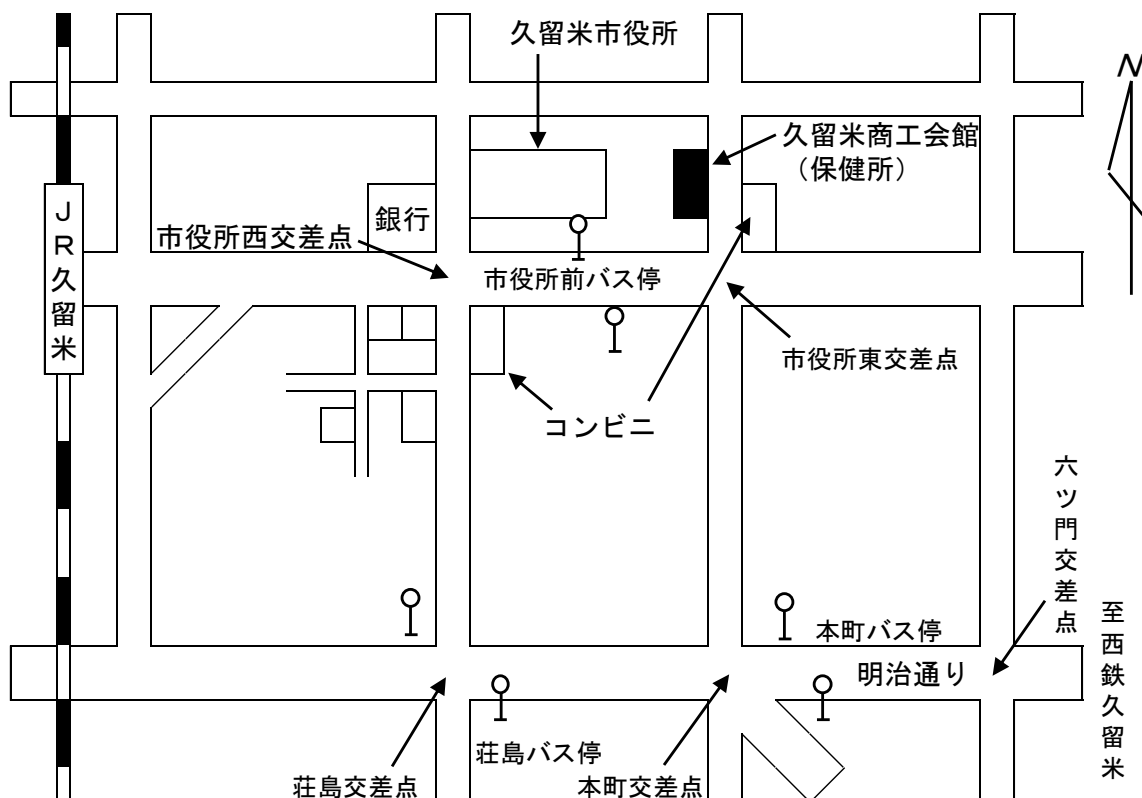 久留米市役所
N
久留米商工会館
（保健所）
JR久留米
銀行
市役所西交差点
市役所前バス停
市役所東交差点
コンビニ
六ツ門交差点
至西鉄久留米
本町バス停
明治通り
荘島バス停
荘島交差点
本町交差点